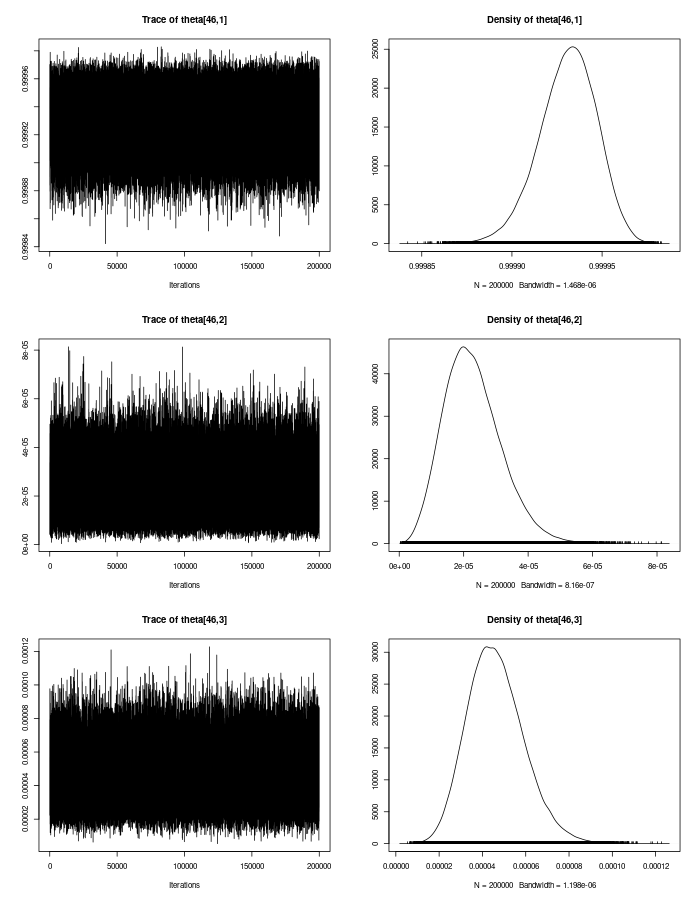 Trace of theta[46,1]
0.99984 0.99988 0.99992 0.99996
0 50000 100000 150000 200000
Iterations
Density of theta[46,1]
0 5000 10000 15000 20000 25000
0.99985 0.99990 0.99995
N = 200000 Bandwidth = 1.468e-06
Trace of theta[46,2]
0e+00 2e-05 4e-05 6e-05 8e-05
0 50000 100000 150000 200000
Iterations
Density of theta[46,2]
0 10000 20000 30000 40000
0e+00 2e-05 4e-05 6e-05 8e-05
N = 200000 Bandwidth = 8.16e-07
Trace of theta[46,3]
0.00002 0.00004 0.00006 0.00008 0.00010 0.00012
0 50000 100000 150000 200000
Iterations
Density of theta[46,3]
0 5000 10000 15000 20000 25000 30000
0.00000 0.00002 0.00004 0.00006 0.00008 0.00010 0.00012
N = 200000 Bandwidth = 1.198e-06